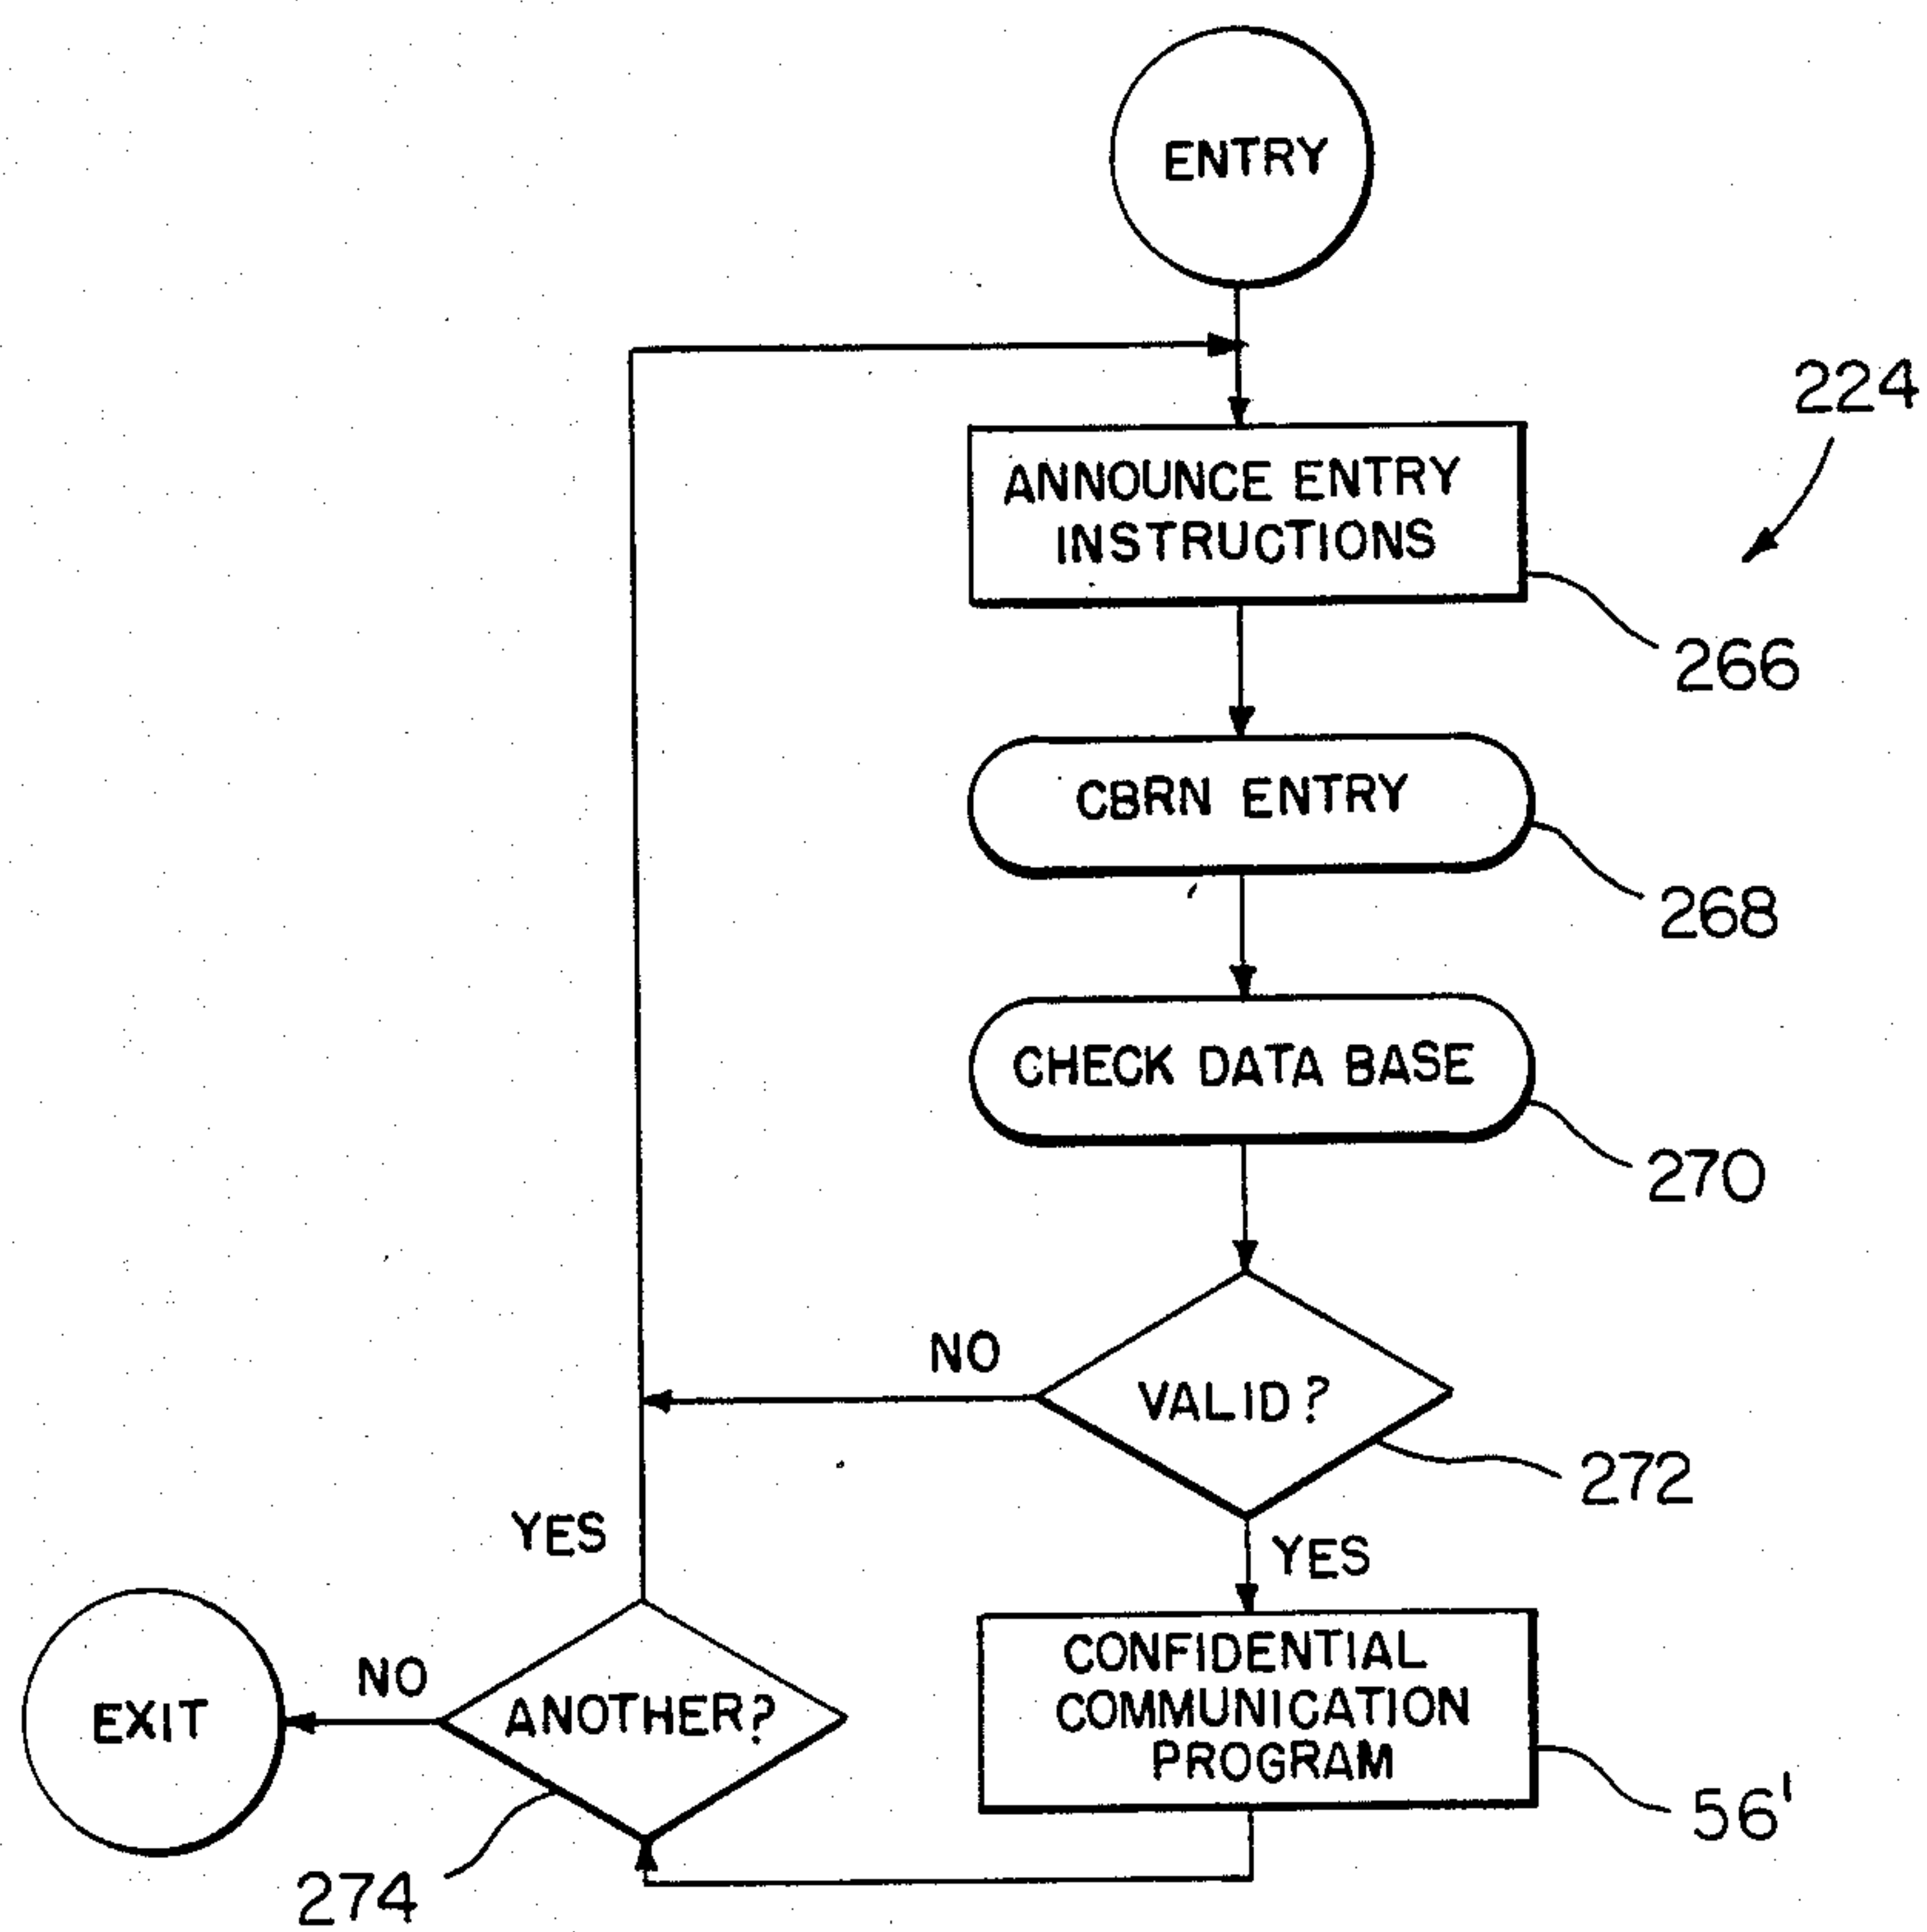 ENTRY
224
ANNOUNCE ENTRY
INSTRUCTIONS
266
CBRN ENTRY
268
CHECK DATA BASE
270
NO
VALID?
272
YES
YES
CONFIDENTIAL
COMMUNICATION
PROGRAM
56'
NO
EXIT
ANOTHER?
274